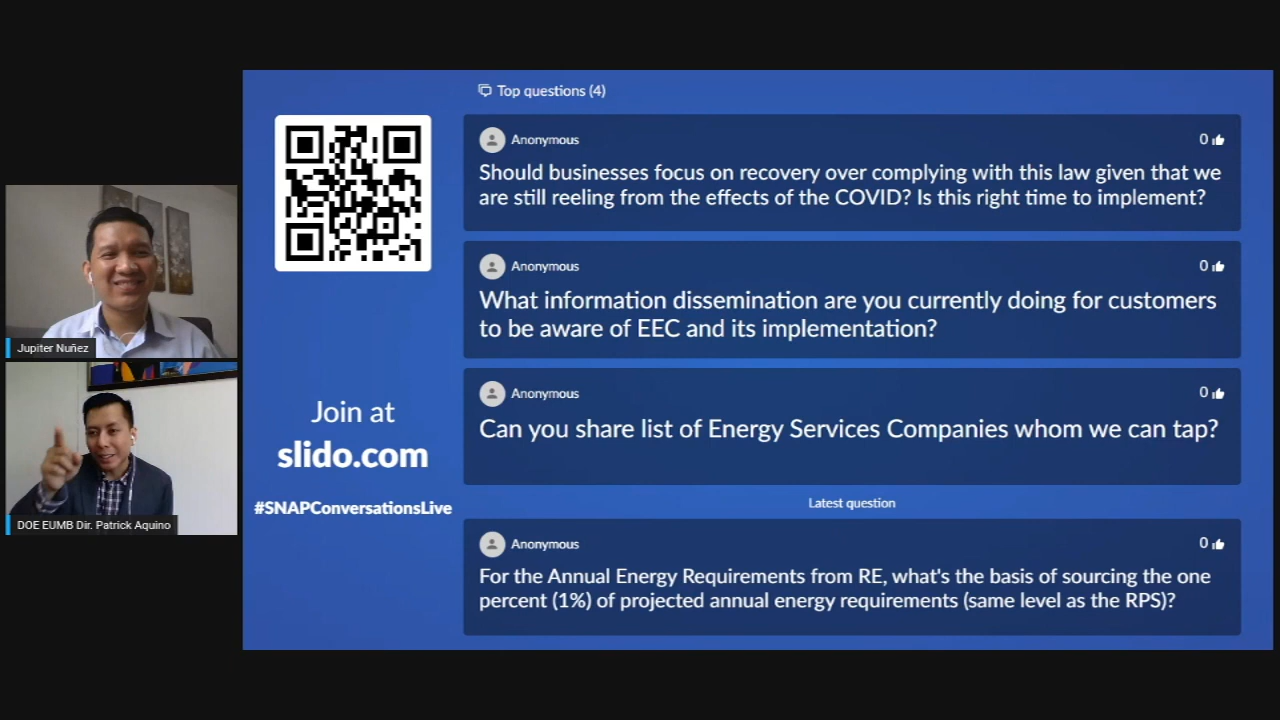 Top questions (4)
Anonymous
0
Should businesses focus on recovery over complying with this law given that we
are still reeling from the effects of the COVID? Is this right time to implement?
Anonymous
0
What information dissemination are you currently doing for customers
to be aware of EEC and its implementation?
Anonymous
0
Can you share list of Energy Services Companies whom we can tap?
Latest question
Anonymous
0
For the Annual Energy Requirements from RE, what's the basis of sourcing the one
percent (1%) of projected annual energy requirements (same level as the RPS)?
Join at
slido.com
#SNAPConversationsLive
Jupiter Nuñez
DOE EUMB Dir. Patrick Aquino